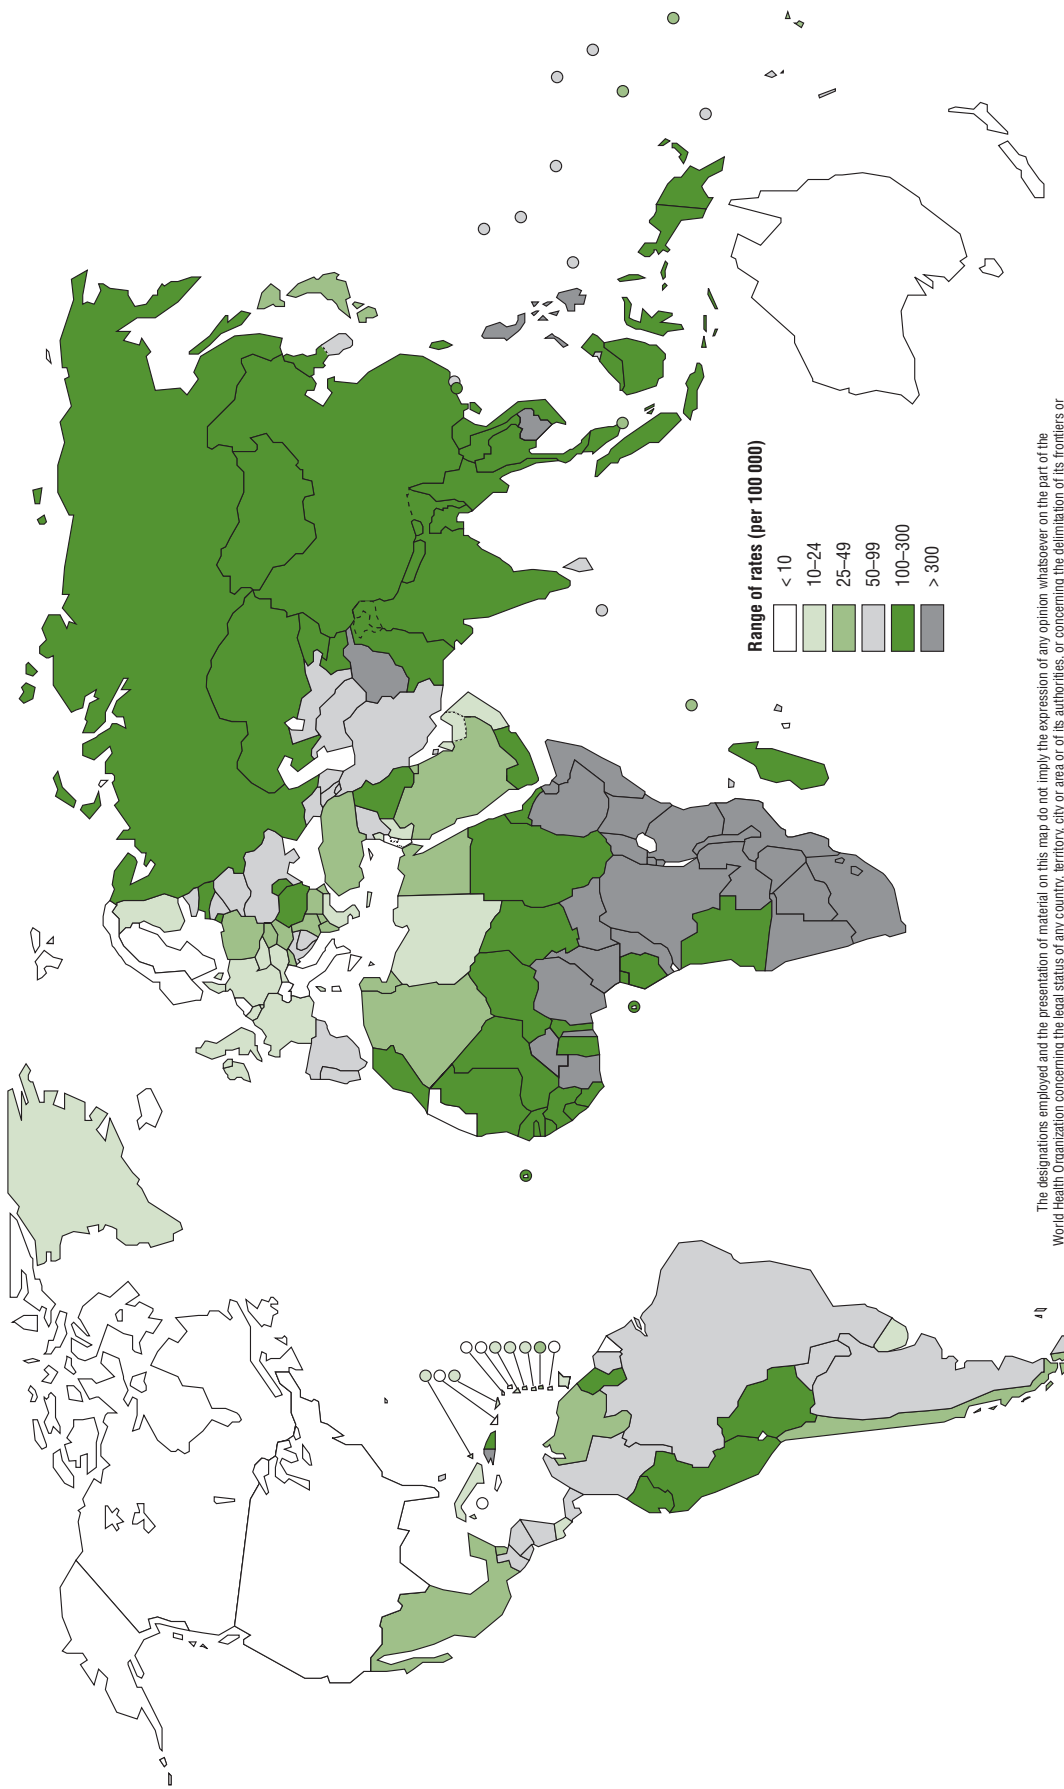 Range of rates (per 100 000)
< 10
10–24
25–49
50–99
100–300
> 300
The designations employed and the presentation of material on this map do not imply the expression of any opinion whatsoever on the part of the
World Health Organization concerning the legal status of any country, territory, city or area or of its authorities, or concerning the delimitation of its frontiers or